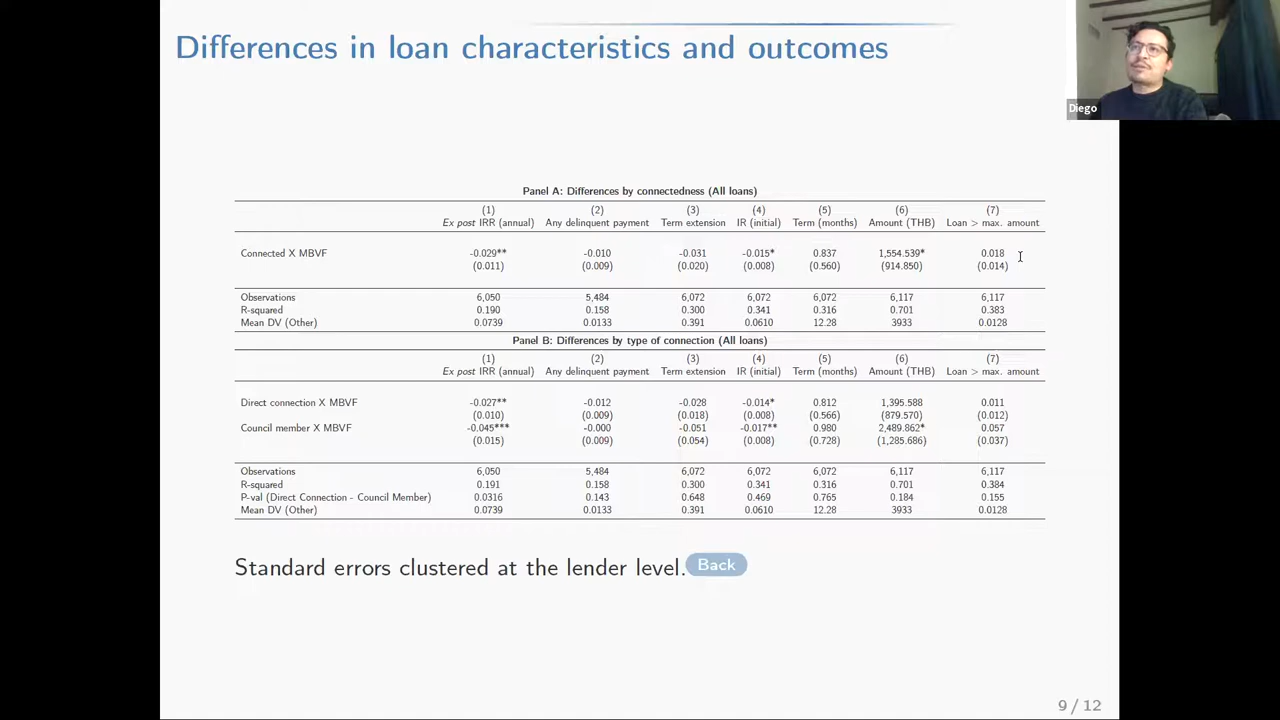 Differences in loan characteristics and outcomes
Diego
Panel A: Differences by connectedness (All loans)
(1) (2) (3) (4) (5) (6) (7)
Ex post IRR (annual) Any delinquent payment Term extension IR (initial) Term (months) Amount (THB) Loan > max. amount
Connected X MBVF -0.029** -0.010 -0.031 -0.015* 0.837 1,554.539* 0.018
(0.011) (0.009) (0.020) (0.008) (0.560) (914.850) (0.014)
Observations 6,050 5,484 6,072 6,072 6,072 6,117 6,117
R-squared 0.190 0.158 0.300 0.341 0.316 0.701 0.383
Mean DV (Other) 0.0739 0.0133 0.391 0.0610 12.28 3933 0.0128
Panel B: Differences by type of connection (All loans)
(1) (2) (3) (4) (5) (6) (7)
Ex post IRR (annual) Any delinquent payment Term extension IR (initial) Term (months) Amount (THB) Loan > max. amount
Direct connection X MBVF -0.027** -0.012 -0.028 -0.014* 0.812 1,395.588 0.011
(0.010) (0.009) (0.018) (0.008) (0.566) (879.570) (0.012)
Council member X MBVF -0.045*** -0.000 -0.051 -0.017** 0.980 2,489.862* 0.057
(0.015) (0.009) (0.054) (0.008) (0.728) (1,285.686) (0.037)
Observations 6,050 5,484 6,072 6,072 6,072 6,117 6,117
R-squared 0.191 0.158 0.300 0.341 0.316 0.701 0.384
P-val (Direct Connection - Council Member) 0.0316 0.143 0.648 0.469 0.765 0.184 0.155
Mean DV (Other) 0.0739 0.0133 0.391 0.0610 12.28 3933 0.0128
Standard errors clustered at the lender level. Back
9 / 12